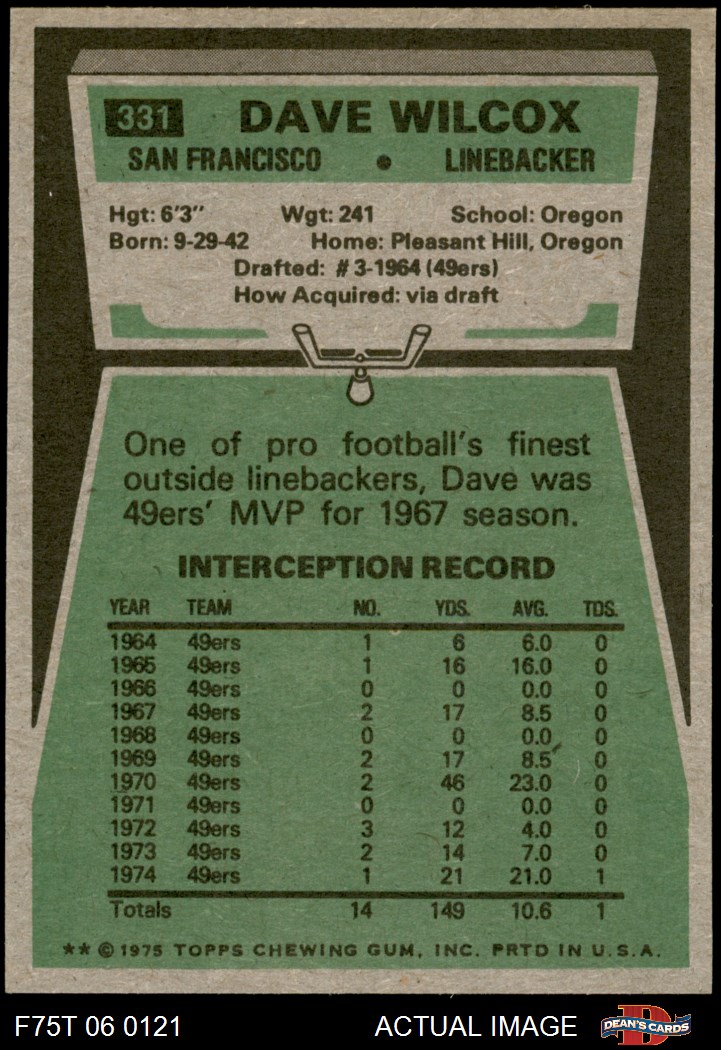 331 DAVE WILCOX
SAN FRANCISCO • LINEBACKER
Hgt: 6'3" Wgt: 241 School: Oregon
Born: 9-29-42 Home: Pleasant Hill, Oregon
Drafted: #3-1964 (49ers)
How Acquired: via draft
One of pro football's finest
outside linebackers, Dave was
49ers' MVP for 1967 season.
INTERCEPTION RECORD
YEAR TEAM NO. YDS. AVG. TDS.
1964 49ers 1 6 6.0 0
1965 49ers 1 16 16.0 0
1966 49ers 0 0 0.0 0
1967 49ers 2 17 8.5 0
1968 49ers 0 0 0.0 0
1969 49ers 2 17 8.5 0
1970 49ers 2 46 23.0 0
1971 49ers 0 0 0.0 0
1972 49ers 3 12 4.0 0
1973 49ers 2 14 7.0 0
1974 49ers 1 21 21.0 1
Totals 14 149 10.6 1
** © 1975 TOPPS CHEWING GUM, INC. PRTD IN U.S.A.
F75T 06 0121 ACTUAL IMAGE DEAN'S CARDS